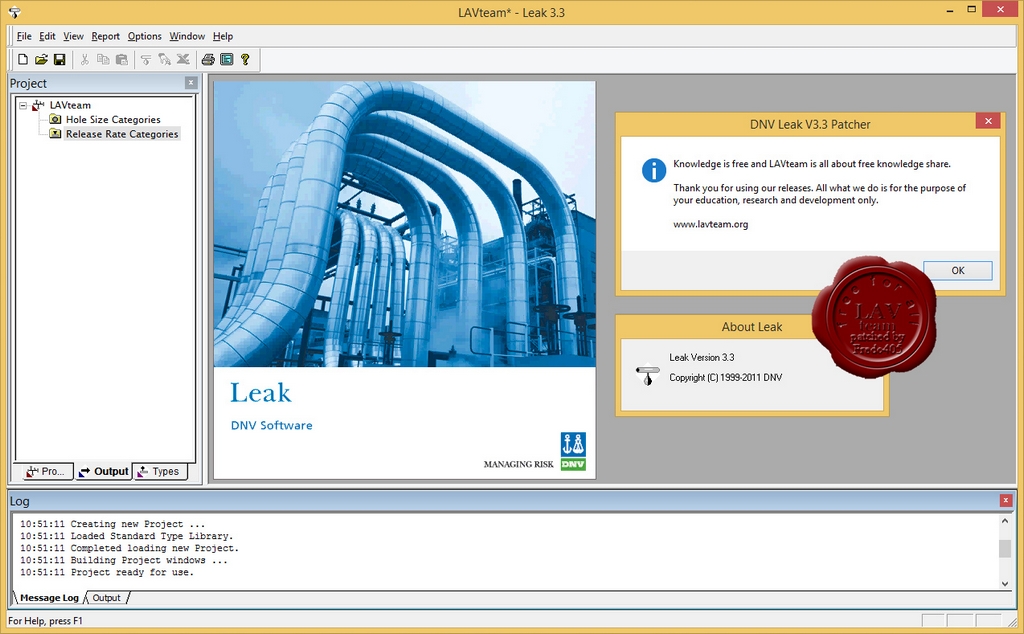 LAVteam* - Leak 3.3
File Edit View Report Options Window Help
Project
LAVteam
Hole Size Categories
Release Rate Categories
Pro... Output Types
Leak
DNV Software
MANAGING RISK
DNV
DNV Leak V3.3 Patcher
Knowledge is free and LAVteam is all about free knowledge share.
Thank you for using our releases. All what we do is for the purpose of
your education, research and development only.
www.lavteam.org
OK
LAV
team
patched by
Frodo405
About Leak
Leak Version 3.3
Copyright (C) 1999-2011 DNV
Log
10:51:11 Creating new Project ...
10:51:11 Loaded Standard Type Library.
10:51:11 Completed loading new Project.
10:51:11 Building Project windows ...
10:51:11 Project ready for use.
Message Log Output
For Help, press F1